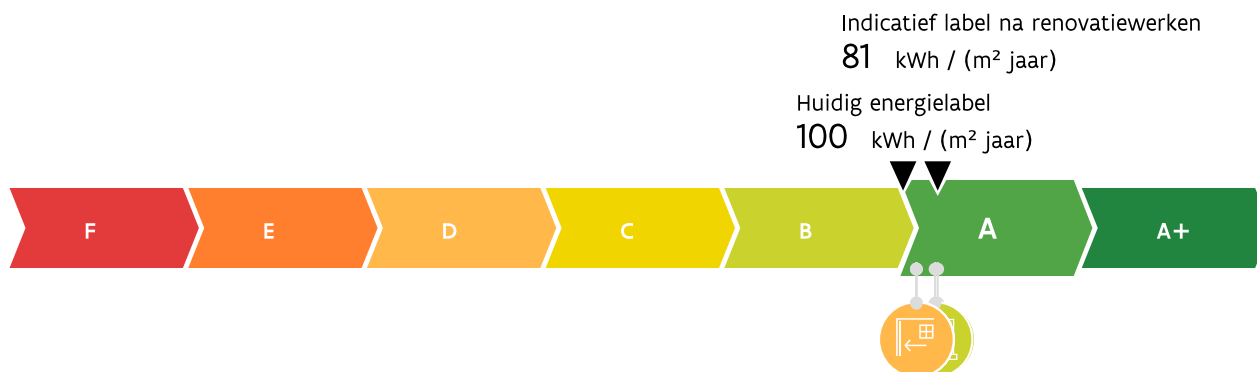 Indicatief label na renovatiewerken
81 kWh / (m² jaar)
Huidig energielabel
100 kWh / (m² jaar)
F E D C B A A+